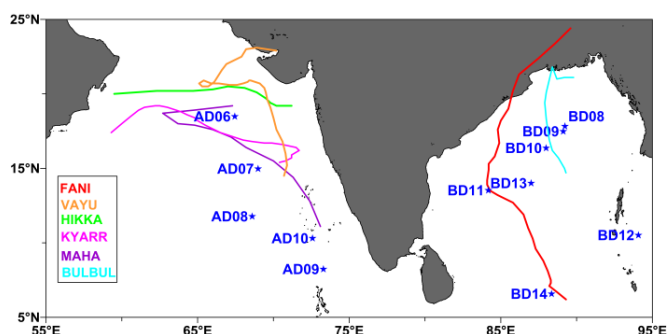 25°N
BD08
AD06
BD09
BD10
15°N
AD07
BD11
BD13
FANI
VAYU
HIKKA
KYARR
MAHA
BULBUL
AD08
AD10
BD12
AD09
BD14
5°N
55°E
65°E
75°E
85°E
95°E